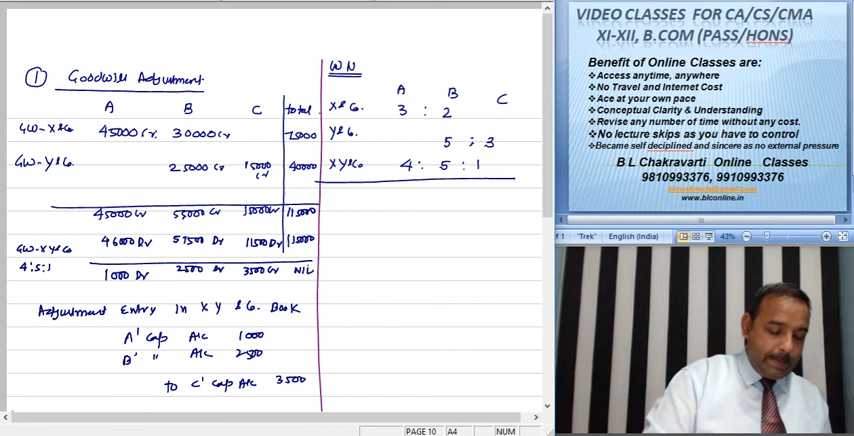 ① Goodwill Adjustment
A B C Total
GW-X&Co 45000 Cr. 30000 Cr 75000
GW-Y&Co. 25000 Cr 15000 Cr 40000
45000 Cr 55000 Cr 15000 Cr 115000
GW-XY&Co 46000 Dr 57500 Dr 11500 Dr 115000
4:5:1
1000 Dr 2500 Dr 3500 Cr NIL
Adjustment Entry In XY & Co. Book
A' Cap A/c 1000
B' " A/c 2500
to C' Cap A/c 3500
WN
A B C
X&Co. 3 : 2
Y&Co. 5 : 3
XY&Co 4 : 5 : 1
VIDEO CLASSES FOR CA/CS/CMA
XI-XII, B.COM (PASS/HONS)
Benefit of Online Classes are:
❖Access anytime, anywhere
❖No Travel and Internet Cost
❖Ace at your own pace
❖Conceptual Clarity & Understanding
❖Revise any number of time without any cost.
❖No lecture skips as you have to control
❖Became self deciplined and sincere as no external pressure
B L Chakravarti Online Classes
9810993376, 9910993376
blconlinecls@gmail.com
www.blconline.in
of 1 "Trek" English (India) 43%
PAGE 10 A4 NUM